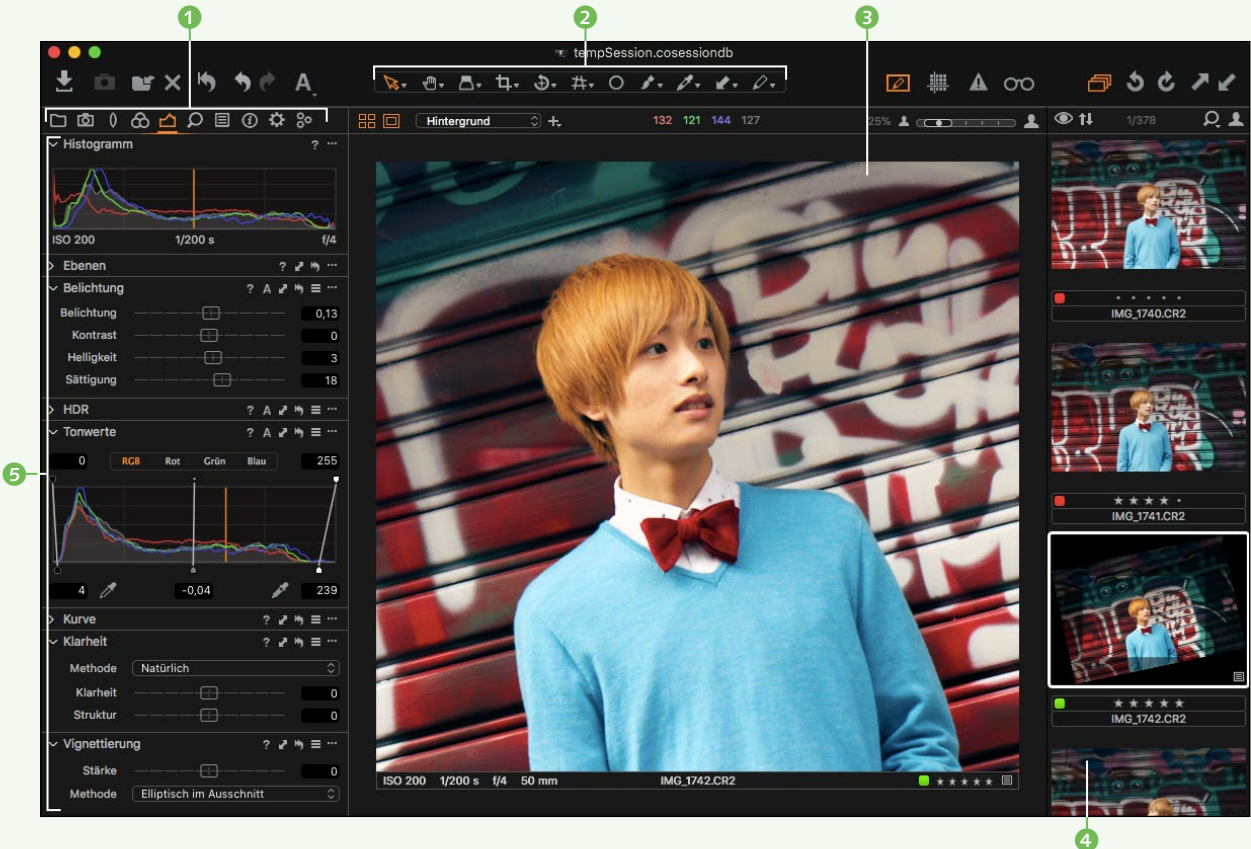 1 2 3
tempSession.cosessiondb
A
Hintergrund 132 121 144 127 25% 1/378
Histogramm ? ...
ISO 200 1/200 s f/4
Ebenen ? ...
Belichtung ? A ...
Belichtung 0,13
Kontrast 0
Helligkeit 3
Sättigung 18
HDR ? A ...
Tonwerte ? A ...
0 RGB Rot Grün Blau 255
5
4 -0,04 239
Kurve ? ...
Klarheit ? ...
Methode Natürlich
Klarheit 0
Struktur 0
Vignettierung ? ...
Stärke 0
Methode Elliptisch im Ausschnitt
ISO 200 1/200 s f/4 50 mm IMG_1742.CR2 ★★★★★
IMG_1740.CR2
★★★★
IMG_1741.CR2
★★★★★
IMG_1742.CR2
4